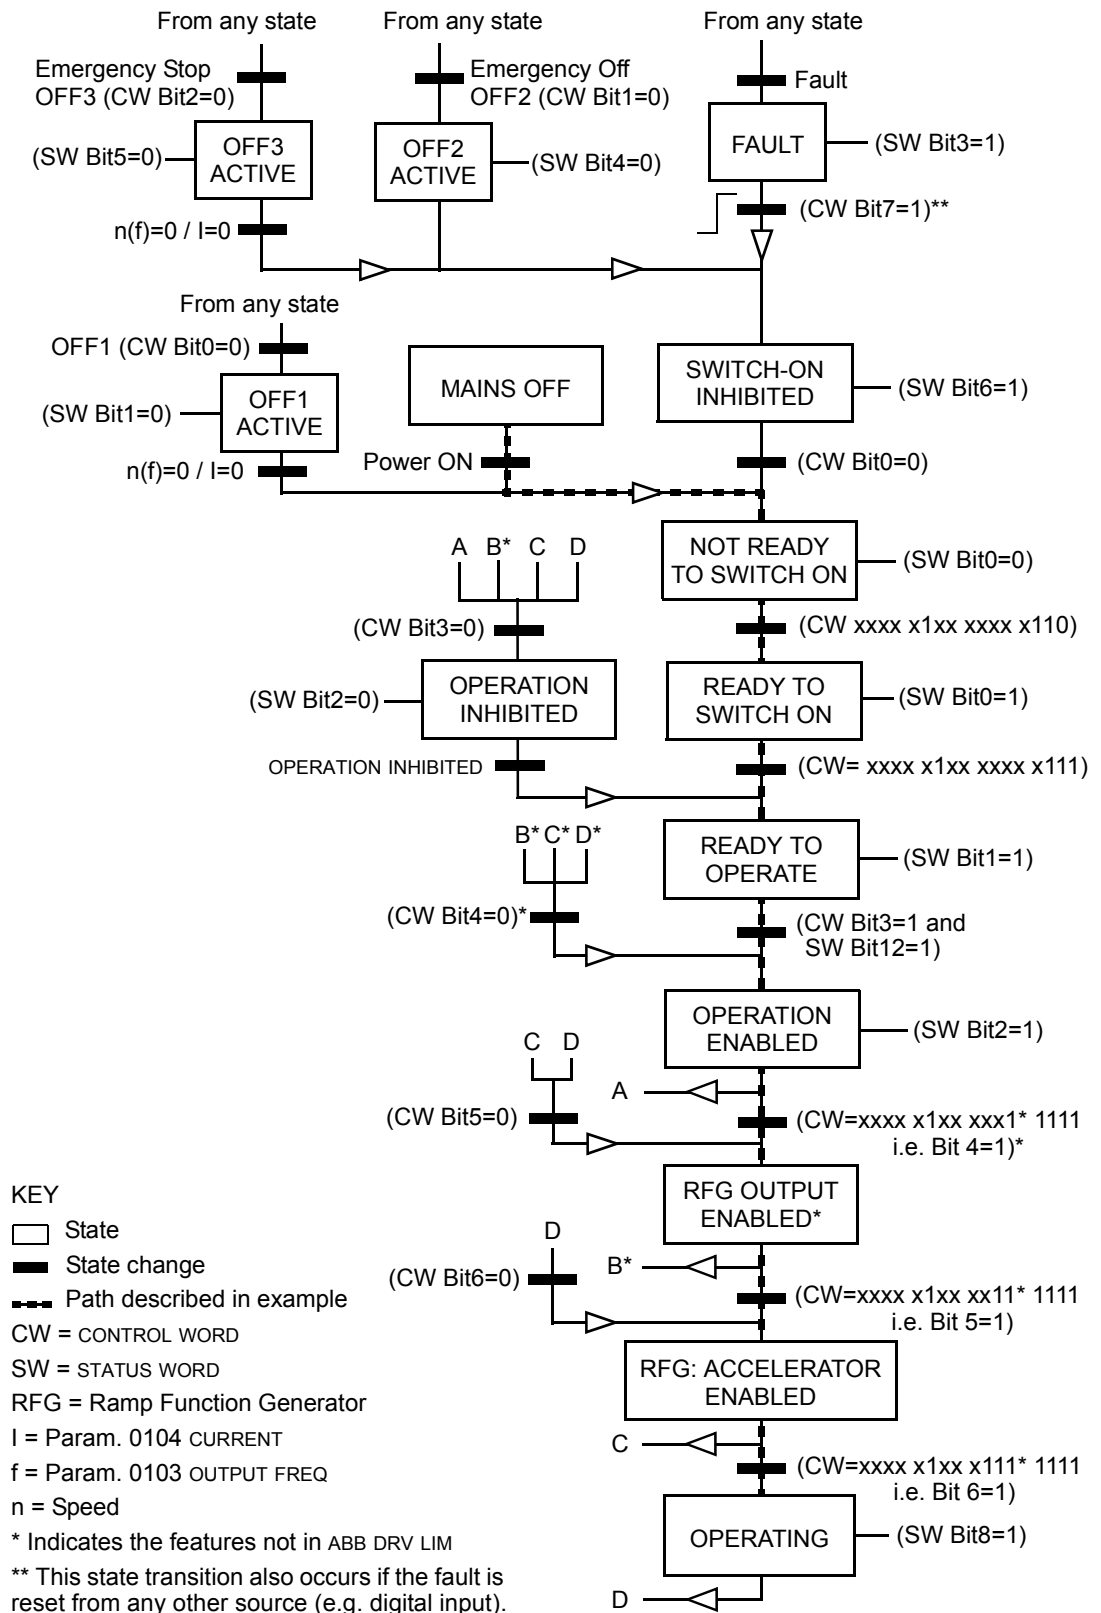 From any state
From any state
From any state
Emergency Stop
OFF3 (CW Bit2=0)
Emergency Off
OFF2 (CW Bit1=0)
Fault
(SW Bit5=0)
OFF3
ACTIVE
OFF2
ACTIVE
(SW Bit4=0)
FAULT
(SW Bit3=1)
n(f)=0 / I=0
(CW Bit7=1)**
From any state
OFF1 (CW Bit0=0)
(SW Bit1=0)
OFF1
ACTIVE
MAINS OFF
SWITCH-ON
INHIBITED
(SW Bit6=1)
n(f)=0 / I=0
Power ON
(CW Bit0=0)
A B* C D
NOT READY
TO SWITCH ON
(SW Bit0=0)
(CW Bit3=0)
(CW xxxx x1xx xxxx x110)
(SW Bit2=0)
OPERATION
INHIBITED
READY TO
SWITCH ON
(SW Bit0=1)
OPERATION INHIBITED
(CW= xxxx x1xx xxxx x111)
B* C* D*
READY TO
OPERATE
(SW Bit1=1)
(CW Bit4=0)*
(CW Bit3=1 and
SW Bit12=1)
OPERATION
ENABLED
(SW Bit2=1)
C D
A
(CW Bit5=0)
(CW=xxxx x1xx xxx1* 1111
i.e. Bit 4=1)*
RFG OUTPUT
ENABLED*
D
B*
(CW Bit6=0)
(CW=xxxx x1xx xx11* 1111
i.e. Bit 5=1)
RFG: ACCELERATOR
ENABLED
C
(CW=xxxx x1xx x111* 1111
i.e. Bit 6=1)
OPERATING
(SW Bit8=1)
D
KEY
State
State change
Path described in example
CW = CONTROL WORD
SW = STATUS WORD
RFG = Ramp Function Generator
I = Param. 0104 CURRENT
f = Param. 0103 OUTPUT FREQ
n = Speed
* Indicates the features not in ABB DRV LIM
** This state transition also occurs if the fault is
reset from any other source (e.g. digital input).